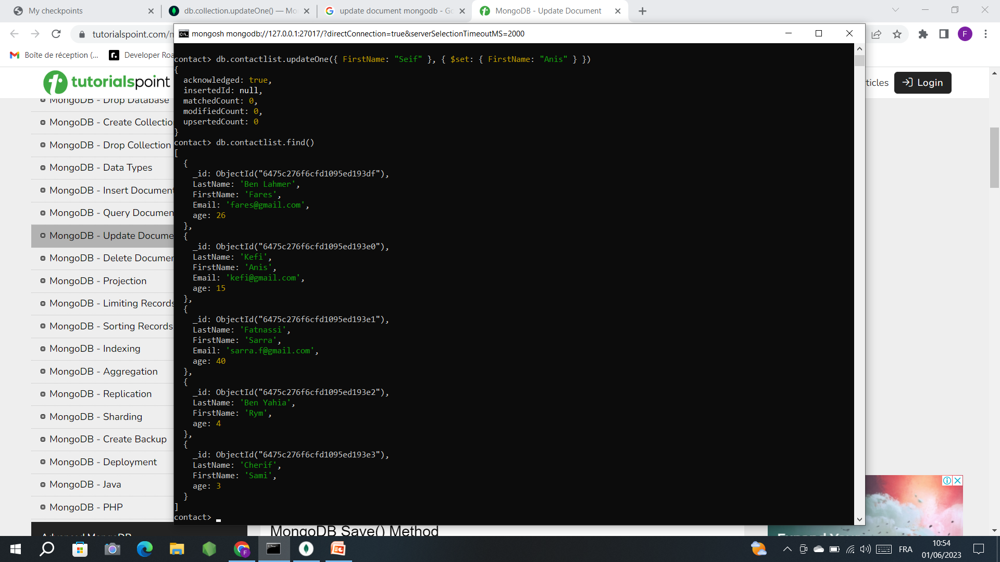 My checkpoints
db.collection.updateOne() — Mo
update document mongodb - Go
MongoDB - Update Document
tutorialspoint.com/m
mongosh mongodb://127.0.0.1:27017/?directConnection=true&serverSelectionTimeoutMS=2000
F
Boîte de réception (...
Developer Roa
tutorialspoint
ticles
Login
MongoDB - Drop Database
MongoDB - Create Collectio
MongoDB - Drop Collection
MongoDB - Data Types
MongoDB - Insert Document
MongoDB - Query Documen
MongoDB - Update Docume
MongoDB - Delete Documen
MongoDB - Projection
MongoDB - Limiting Records
MongoDB - Sorting Records
MongoDB - Indexing
MongoDB - Aggregation
MongoDB - Replication
MongoDB - Sharding
MongoDB - Create Backup
MongoDB - Deployment
MongoDB - Java
MongoDB - PHP
Advanced MongoDB
contact> db.contactlist.updateOne({ FirstName: "Seif" }, { $set: { FirstName: "Anis" } })
{
  acknowledged: true,
  insertedId: null,
  matchedCount: 0,
  modifiedCount: 0,
  upsertedCount: 0
}
contact> db.contactlist.find()
[
  {
    _id: ObjectId("6475c276f6cfd1095ed193df"),
    LastName: 'Ben Lahmer',
    FirstName: 'Fares',
    Email: 'fares@gmail.com',
    age: 26
  },
  {
    _id: ObjectId("6475c276f6cfd1095ed193e0"),
    LastName: 'Kefi',
    FirstName: 'Anis',
    Email: 'kefi@gmail.com',
    age: 15
  },
  {
    _id: ObjectId("6475c276f6cfd1095ed193e1"),
    LastName: 'Fatnassi',
    FirstName: 'Sarra',
    Email: 'sarra.f@gmail.com',
    age: 40
  },
  {
    _id: ObjectId("6475c276f6cfd1095ed193e2"),
    LastName: 'Ben Yahia',
    FirstName: 'Rym',
    age: 4
  },
  {
    _id: ObjectId("6475c276f6cfd1095ed193e3"),
    LastName: 'Cherif',
    FirstName: 'Sami',
    age: 3
  }
]
contact>
MongoDB Save() Method
Expand Your
FRA
10:54
01/06/2023